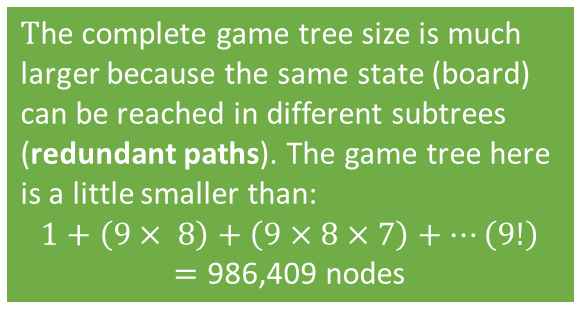 The complete game tree size is much
larger because the same state (board)
can be reached in different subtrees
(redundant paths). The game tree here
is a little smaller than:
1 + (9 × 8) + (9 × 8 × 7) + ⋯ (9!)
= 986,409 nodes